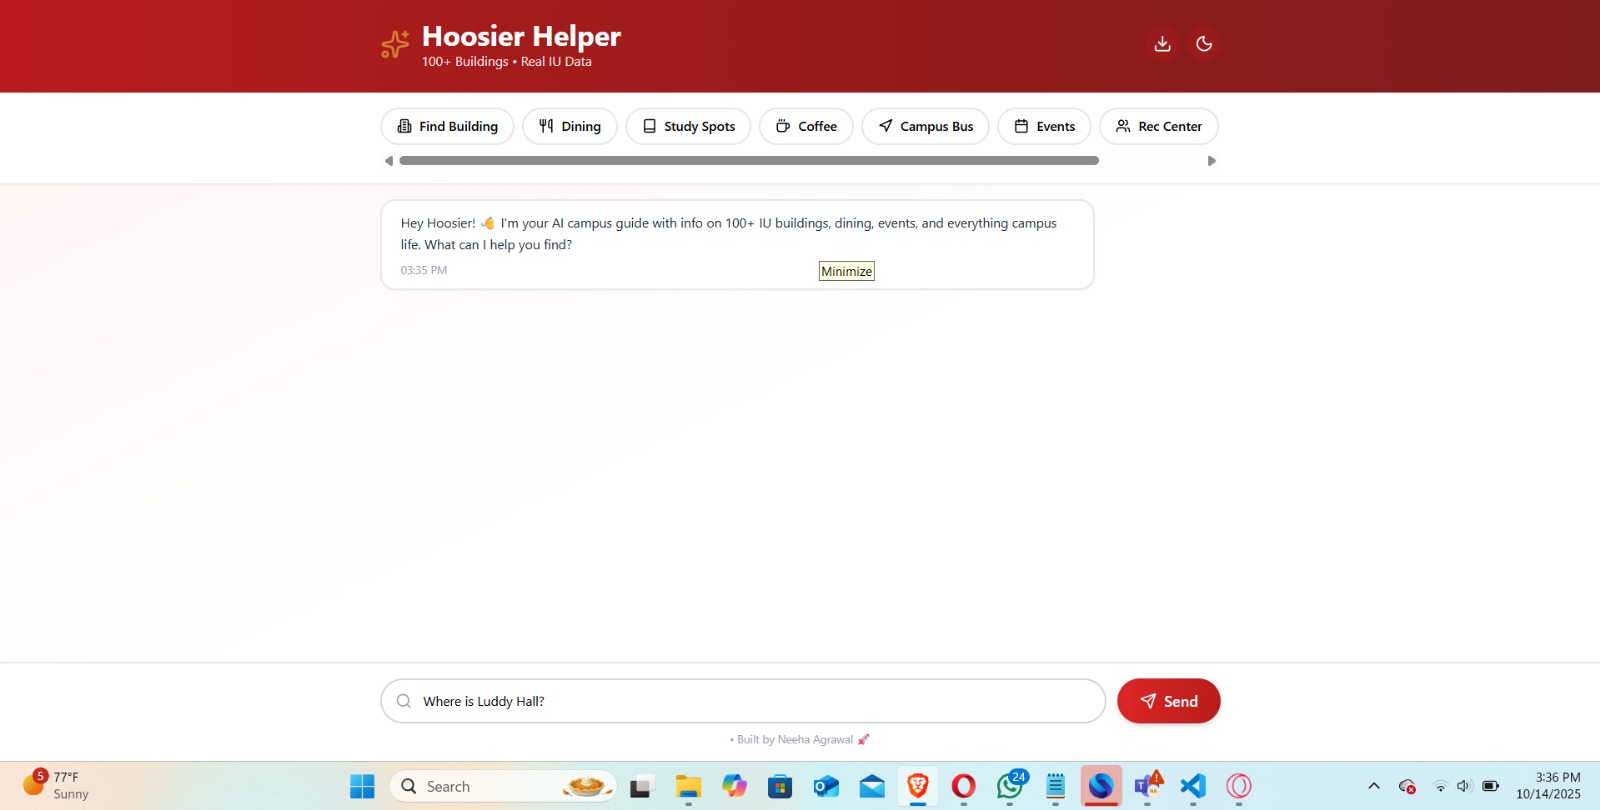 Hoosier Helper
100+ Buildings • Real IU Data
Find Building
Dining
Study Spots
Coffee
Campus Bus
Events
Rec Center
Hey Hoosier! 👋 I'm your AI campus guide with info on 100+ IU buildings, dining, events, and everything campus
life. What can I help you find?
03:35 PM
Minimize
Where is Luddy Hall?
Send
• Built by Neeha Agrawal 🚀
5
77°F
Sunny
Search
24
3:36 PM
10/14/2025